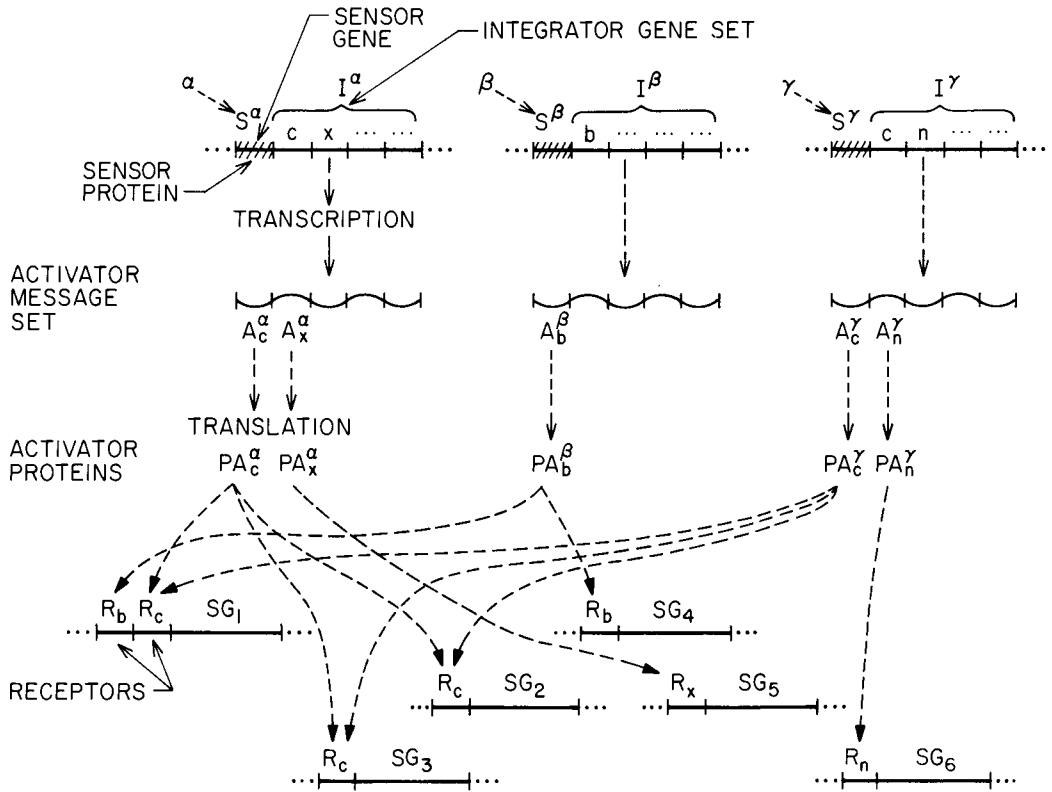 SENSOR
GENE
INTEGRATOR GENE SET
α
S^α
I^α
c x ... ...
β
S^β
I^β
b ... ... ...
γ
S^γ
I^γ
c n ... ...
SENSOR
PROTEIN
TRANSCRIPTION
ACTIVATOR
MESSAGE
SET
A_c^α A_x^α
A_b^β
A_c^γ A_n^γ
TRANSLATION
ACTIVATOR
PROTEINS
PA_c^α PA_x^α
PA_b^β
PA_c^γ PA_n^γ
R_b R_c SG_1
R_b SG_4
RECEPTORS
R_c SG_2
R_x SG_5
R_c SG_3
R_n SG_6